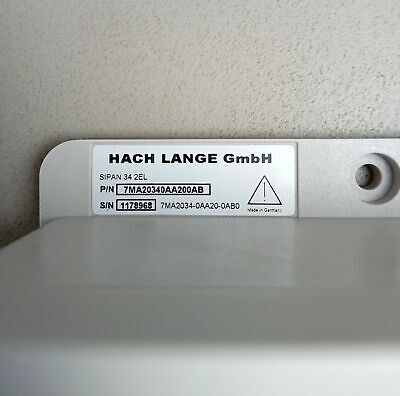 HACH LANGE GmbH
SIPAN 34 2EL
P/N 7MA20340AA200AB
S/N 1178968 7MA2034-0AA20-0AB0
Made in Germany